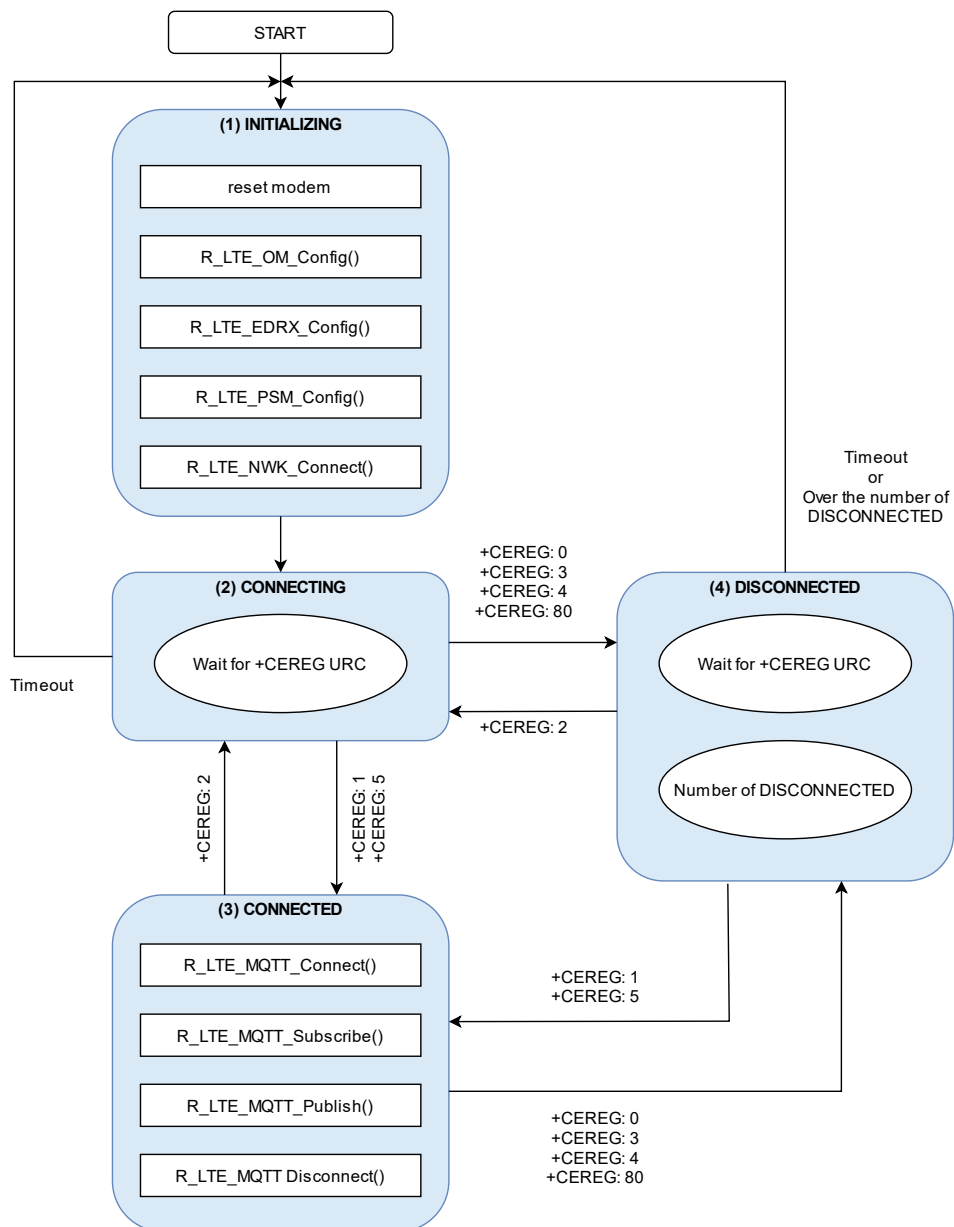 START
(1) INITIALIZING
reset modem
R_LTE_OM_Config()
R_LTE_EDRX_Config()
R_LTE_PSM_Config()
R_LTE_NWK_Connect()
Timeout
or
Over the number of
DISCONNECTED
(2) CONNECTING
Wait for +CEREG URC
Timeout
+CEREG: 0
+CEREG: 3
+CEREG: 4
+CEREG: 80
+CEREG: 2
(4) DISCONNECTED
Wait for +CEREG URC
Number of DISCONNECTED
+CEREG: 2
+CEREG: 1
+CEREG: 5
(3) CONNECTED
R_LTE_MQTT_Connect()
R_LTE_MQTT_Subscribe()
R_LTE_MQTT_Publish()
R_LTE_MQTT Disconnect()
+CEREG: 1
+CEREG: 5
+CEREG: 0
+CEREG: 3
+CEREG: 4
+CEREG: 80